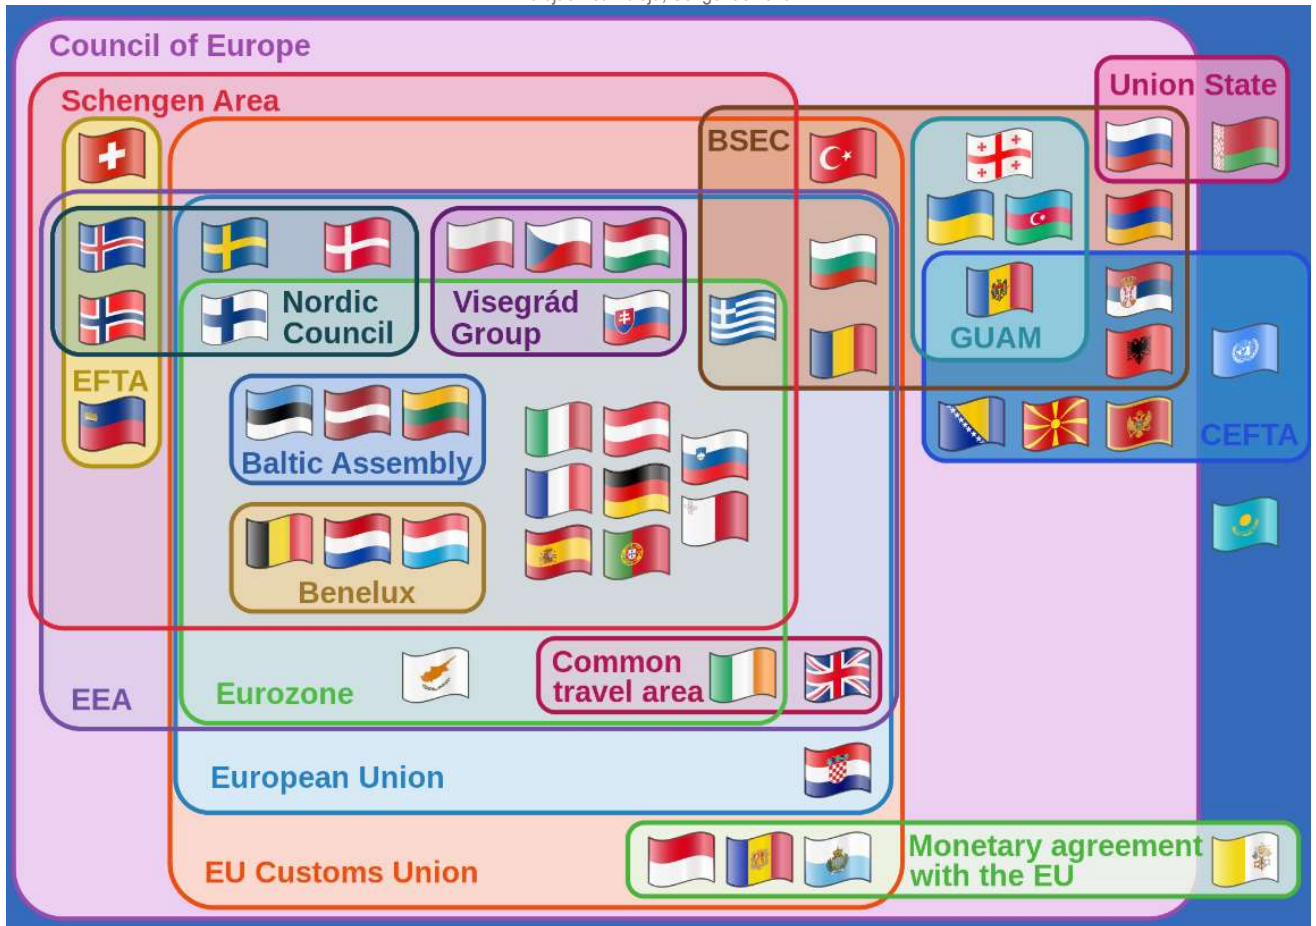 Council of Europe
Union State
Schengen Area
BSEC
Nordic
Council
Visegrád
Group
GUAM
EFTA
CEFTA
Baltic Assembly
Benelux
Common
travel area
EEA
Eurozone
European Union
EU Customs Union
Monetary agreement
with the EU